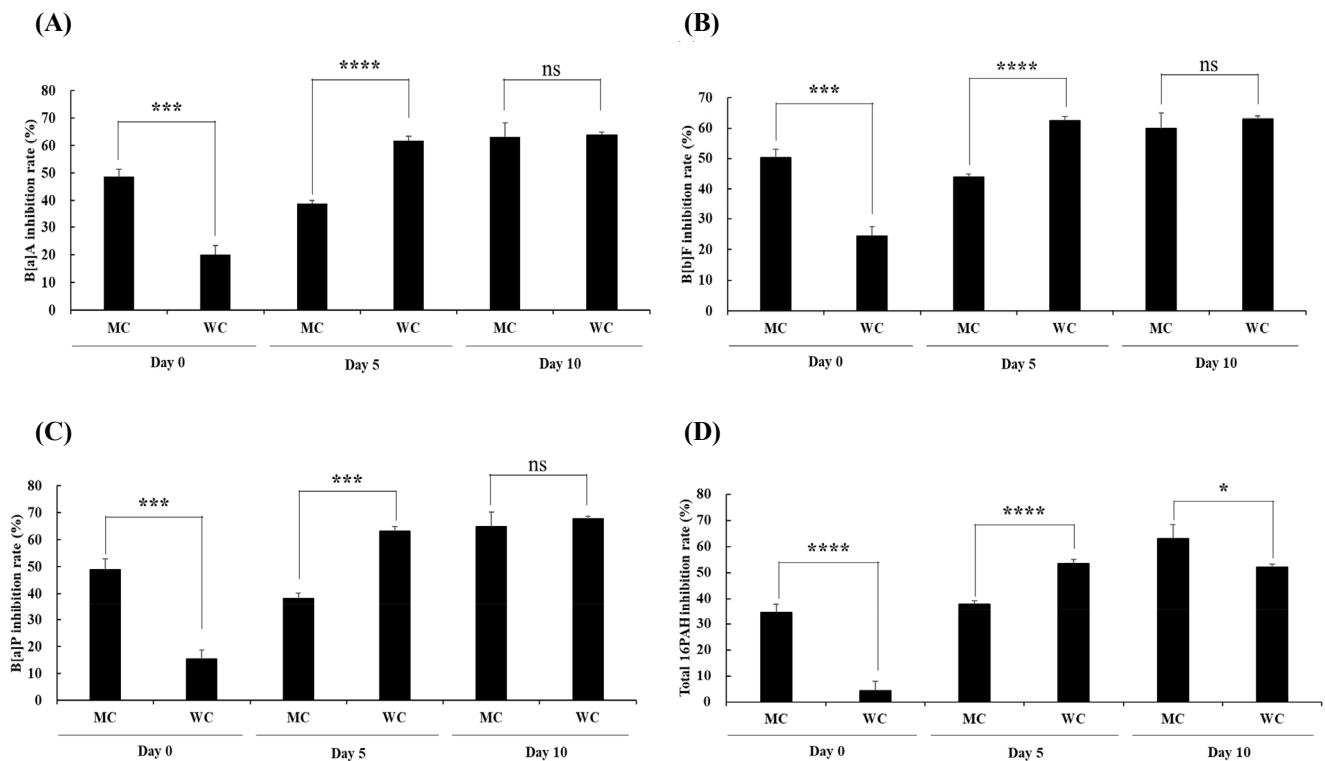 (A)
B[a]A inhibition rate (%)
80
70
60
50
40
30
20
10
0
***
****
ns
MC WC MC WC MC WC
Day 0 Day 5 Day 10
(B)
B[b]F inhibition rate (%)
70
60
50
40
30
20
10
0
***
****
ns
MC WC MC WC MC WC
Day 0 Day 5 Day 10
(C)
B[a]P inhibition rate (%)
80
70
60
50
40
30
20
10
0
***
***
ns
MC WC MC WC MC WC
Day 0 Day 5 Day 10
(D)
Total 16PAH inhibition rate (%)
80
70
60
50
40
30
20
10
0
****
****
*
MC WC MC WC MC WC
Day 0 Day 5 Day 10